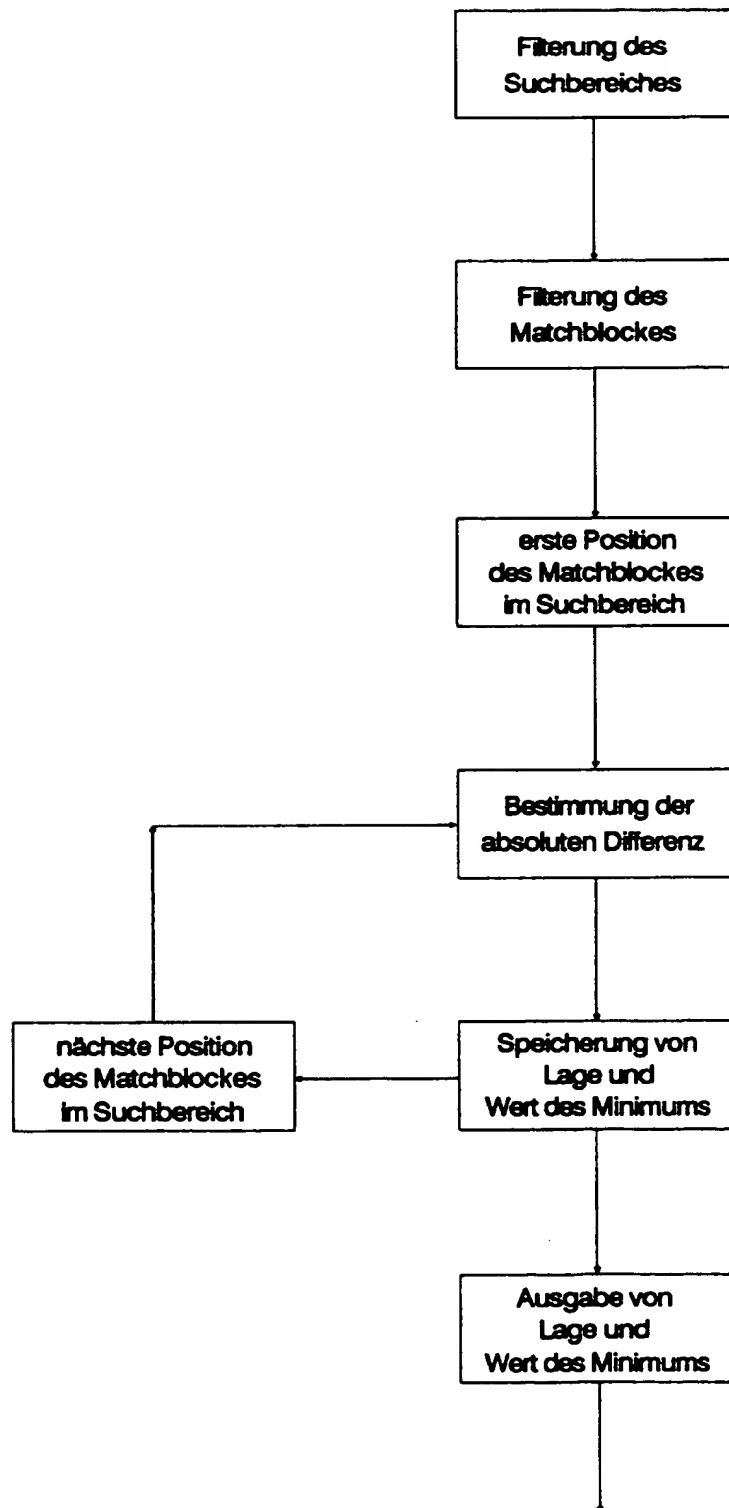 Filterung des
Suchbereiches
Filterung des
Matchblockes
erste Position
des Matchblockes
im Suchbereich
Bestimmung der
absoluten Differenz
nächste Position
des Matchblockes
im Suchbereich
Speicherung von
Lage und
Wert des Minimums
Ausgabe von
Lage und
Wert des Minimums